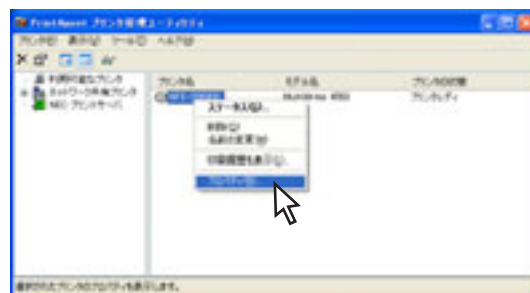 PrintAgent プリンタ管理ユーティリティ
プリンタ(P) 表示(V) ツール(T) ヘルプ(H)
利用可能なプリンタ
ネットワーク共有プリンタ
NEC プリントサーバ
プリンタ名 モデル名 プリンタの状態
MultiWriter プリンタレディ
ステータス(S)...
削除(D)
名前の変更(M)
印刷履歴を表示(L)...
プロパティ(R)...
選択されたプリンタのプロパティを表示します。